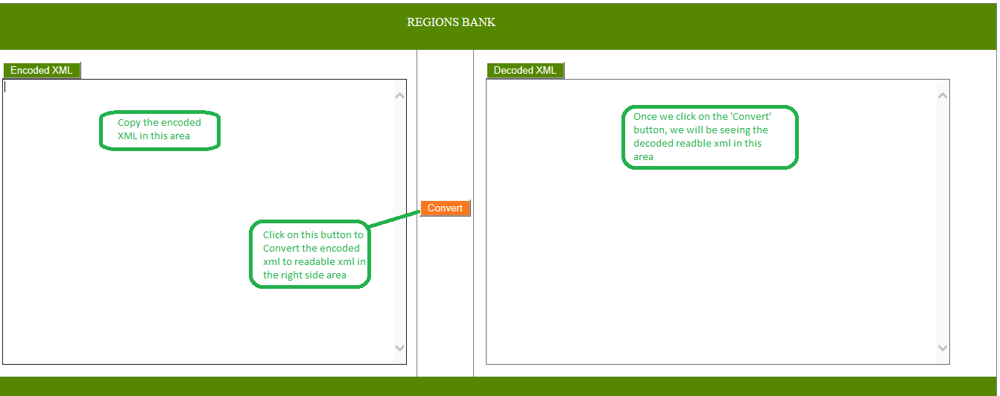 REGIONS BANK
Encoded XML
Decoded XML
Copy the encoded
XML in this area
Once we click on the 'Convert'
button, we will be seeing the
decoded readble xml in this
area
Convert
Click on this button to
Convert the encoded
xml to readable xml in
the right side area